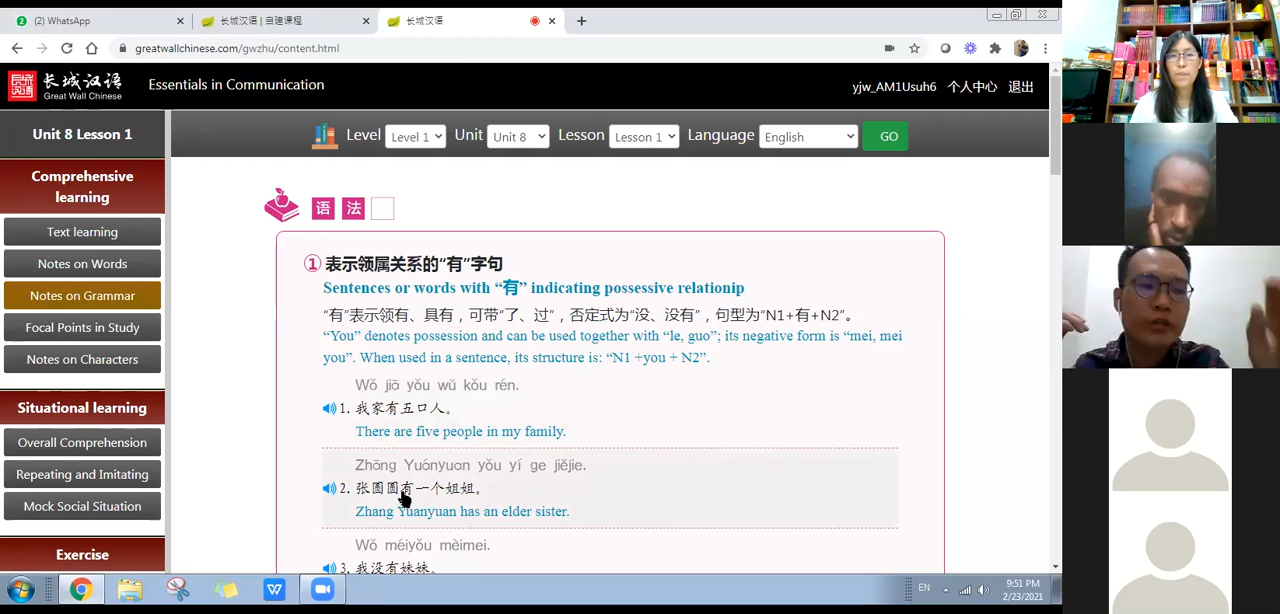 (2) WhatsApp
长城汉语 | 自建课程
长城汉语
greatwallchinese.com/gwzhu/content.html
长城汉语
Great Wall Chinese
Essentials in Communication
yjw_AM1Usuh6 个人中心 退出
Unit 8 Lesson 1
Level Level 1 Unit Unit 8 Lesson Lesson 1 Language English GO
Comprehensive
learning
Text learning
Notes on Words
Notes on Grammar
Focal Points in Study
Notes on Characters
Situational learning
Overall Comprehension
Repeating and Imitating
Mock Social Situation
Exercise
语法
① 表示领属关系的“有”字句
Sentences or words with “有” indicating possessive relationip
“有”表示领有、具有，可带“了、过”，否定式为“没、没有”，句型为“N1+有+N2”。
“You” denotes possession and can be used together with “le, guo”; its negative form is “mei, mei
you”. When used in a sentence, its structure is: “N1 +you + N2”.
Wǒ jiā yǒu wǔ kǒu rén.
1. 我家有五口人。
There are five people in my family.
Zhāng Yuányuan yǒu yí ge jiějie.
2. 张圆圆有一个姐姐。
Zhang Yuanyuan has an elder sister.
Wǒ méiyǒu mèimei.
3. 我没有妹妹。
EN
9:51 PM
2/23/2021